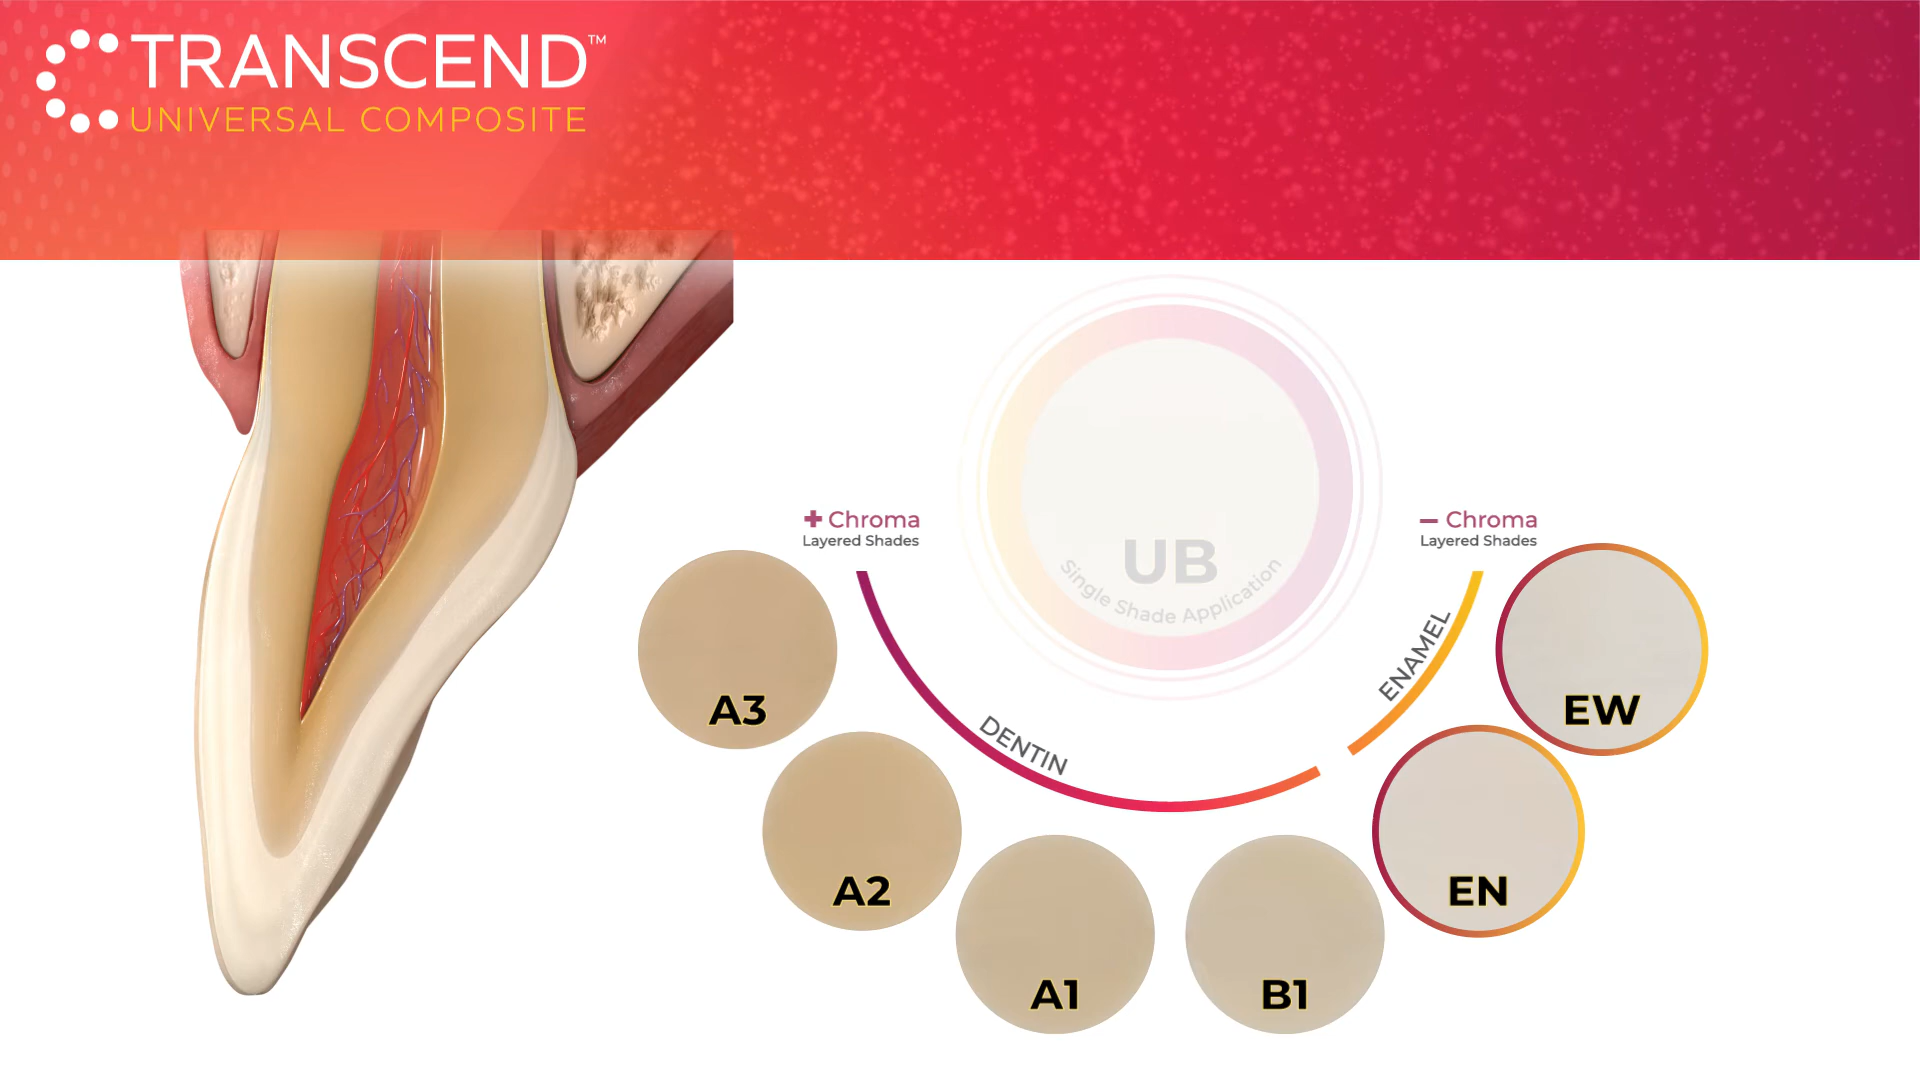 TRANSCEND™
UNIVERSAL COMPOSITE
UB
Single Shade Application
+ Chroma
Layered Shades
− Chroma
Layered Shades
DENTIN
ENAMEL
A3
A2
A1
B1
EN
EW